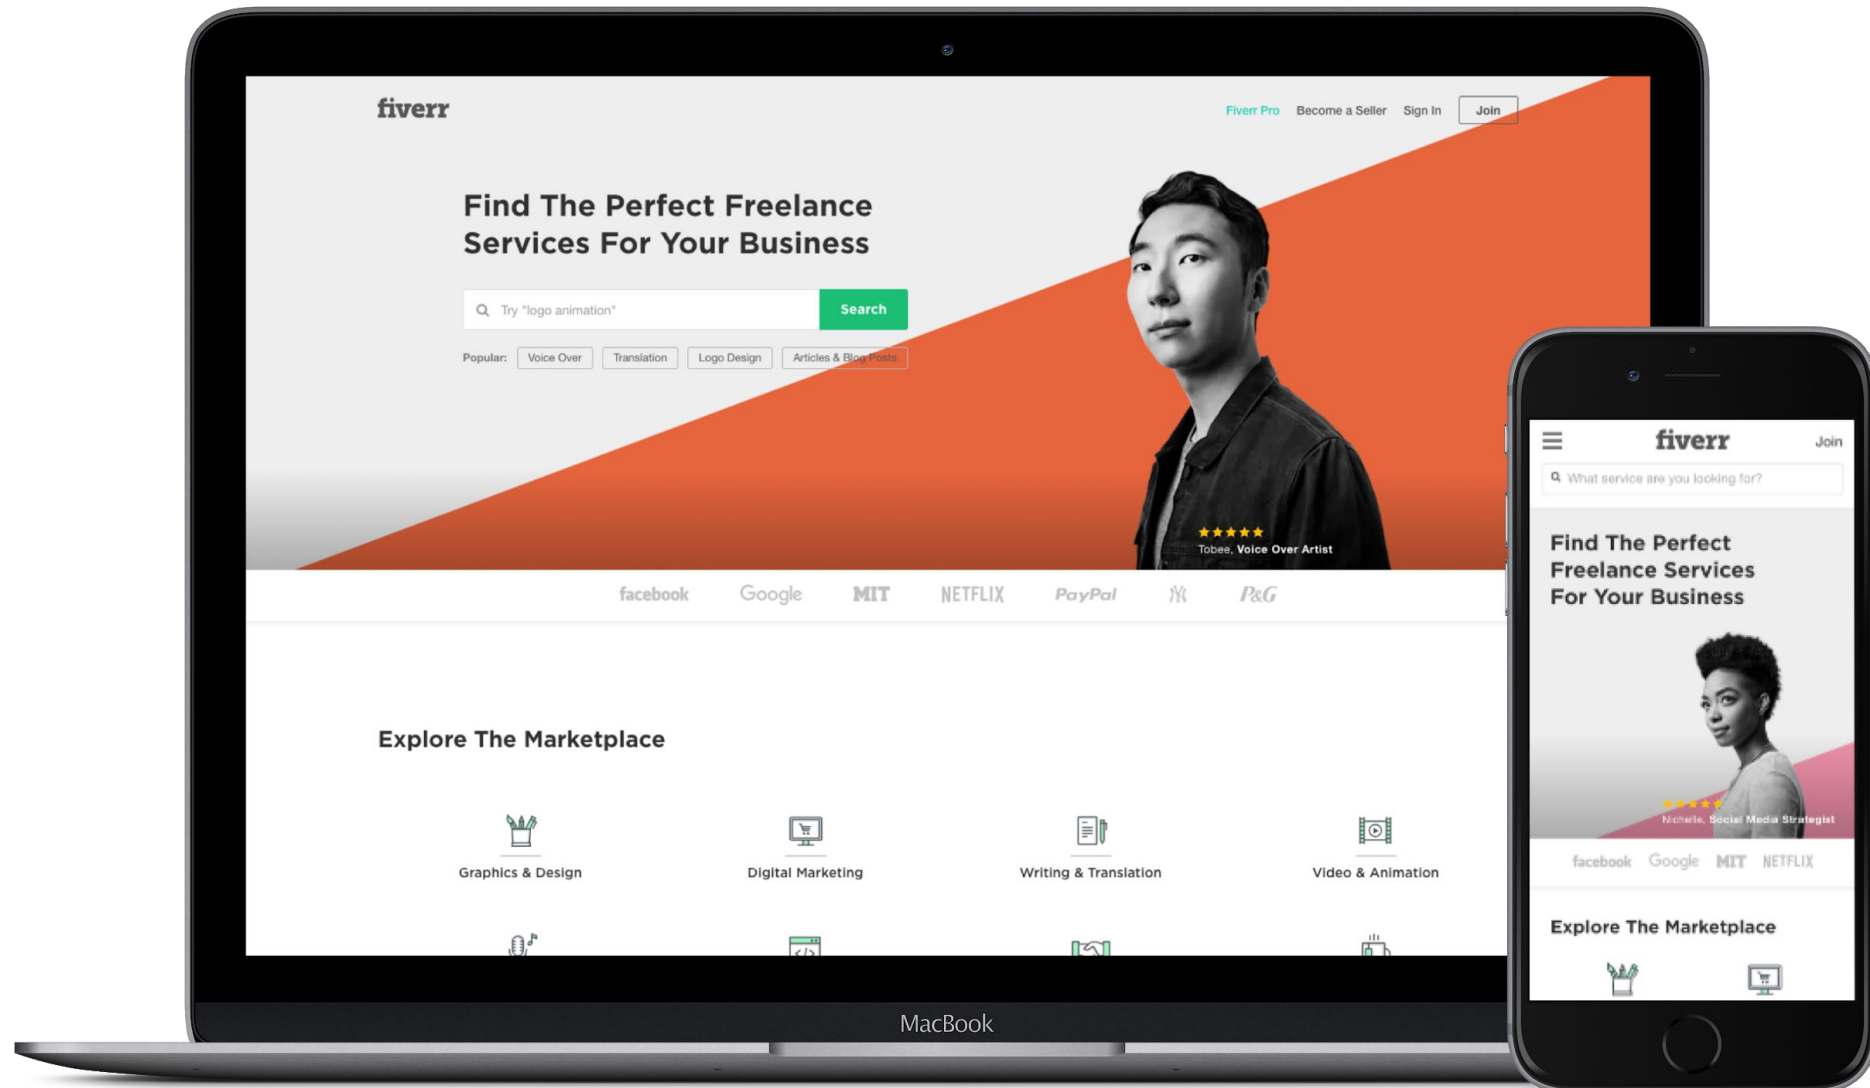 fiverr
Fiverr Pro Become a Seller Sign In Join
Find The Perfect Freelance
Services For Your Business
Try "logo animation" Search
Popular: Voice Over Translation Logo Design Articles & Blog Posts
Tobee, Voice Over Artist
facebook Google MIT NETFLIX PayPal NY P&G
Explore The Marketplace
Graphics & Design Digital Marketing Writing & Translation Video & Animation
MacBook
fiverr Join
What service are you looking for?
Find The Perfect
Freelance Services
For Your Business
Nichelle, Social Media Strategist
facebook Google MIT NETFLIX
Explore The Marketplace